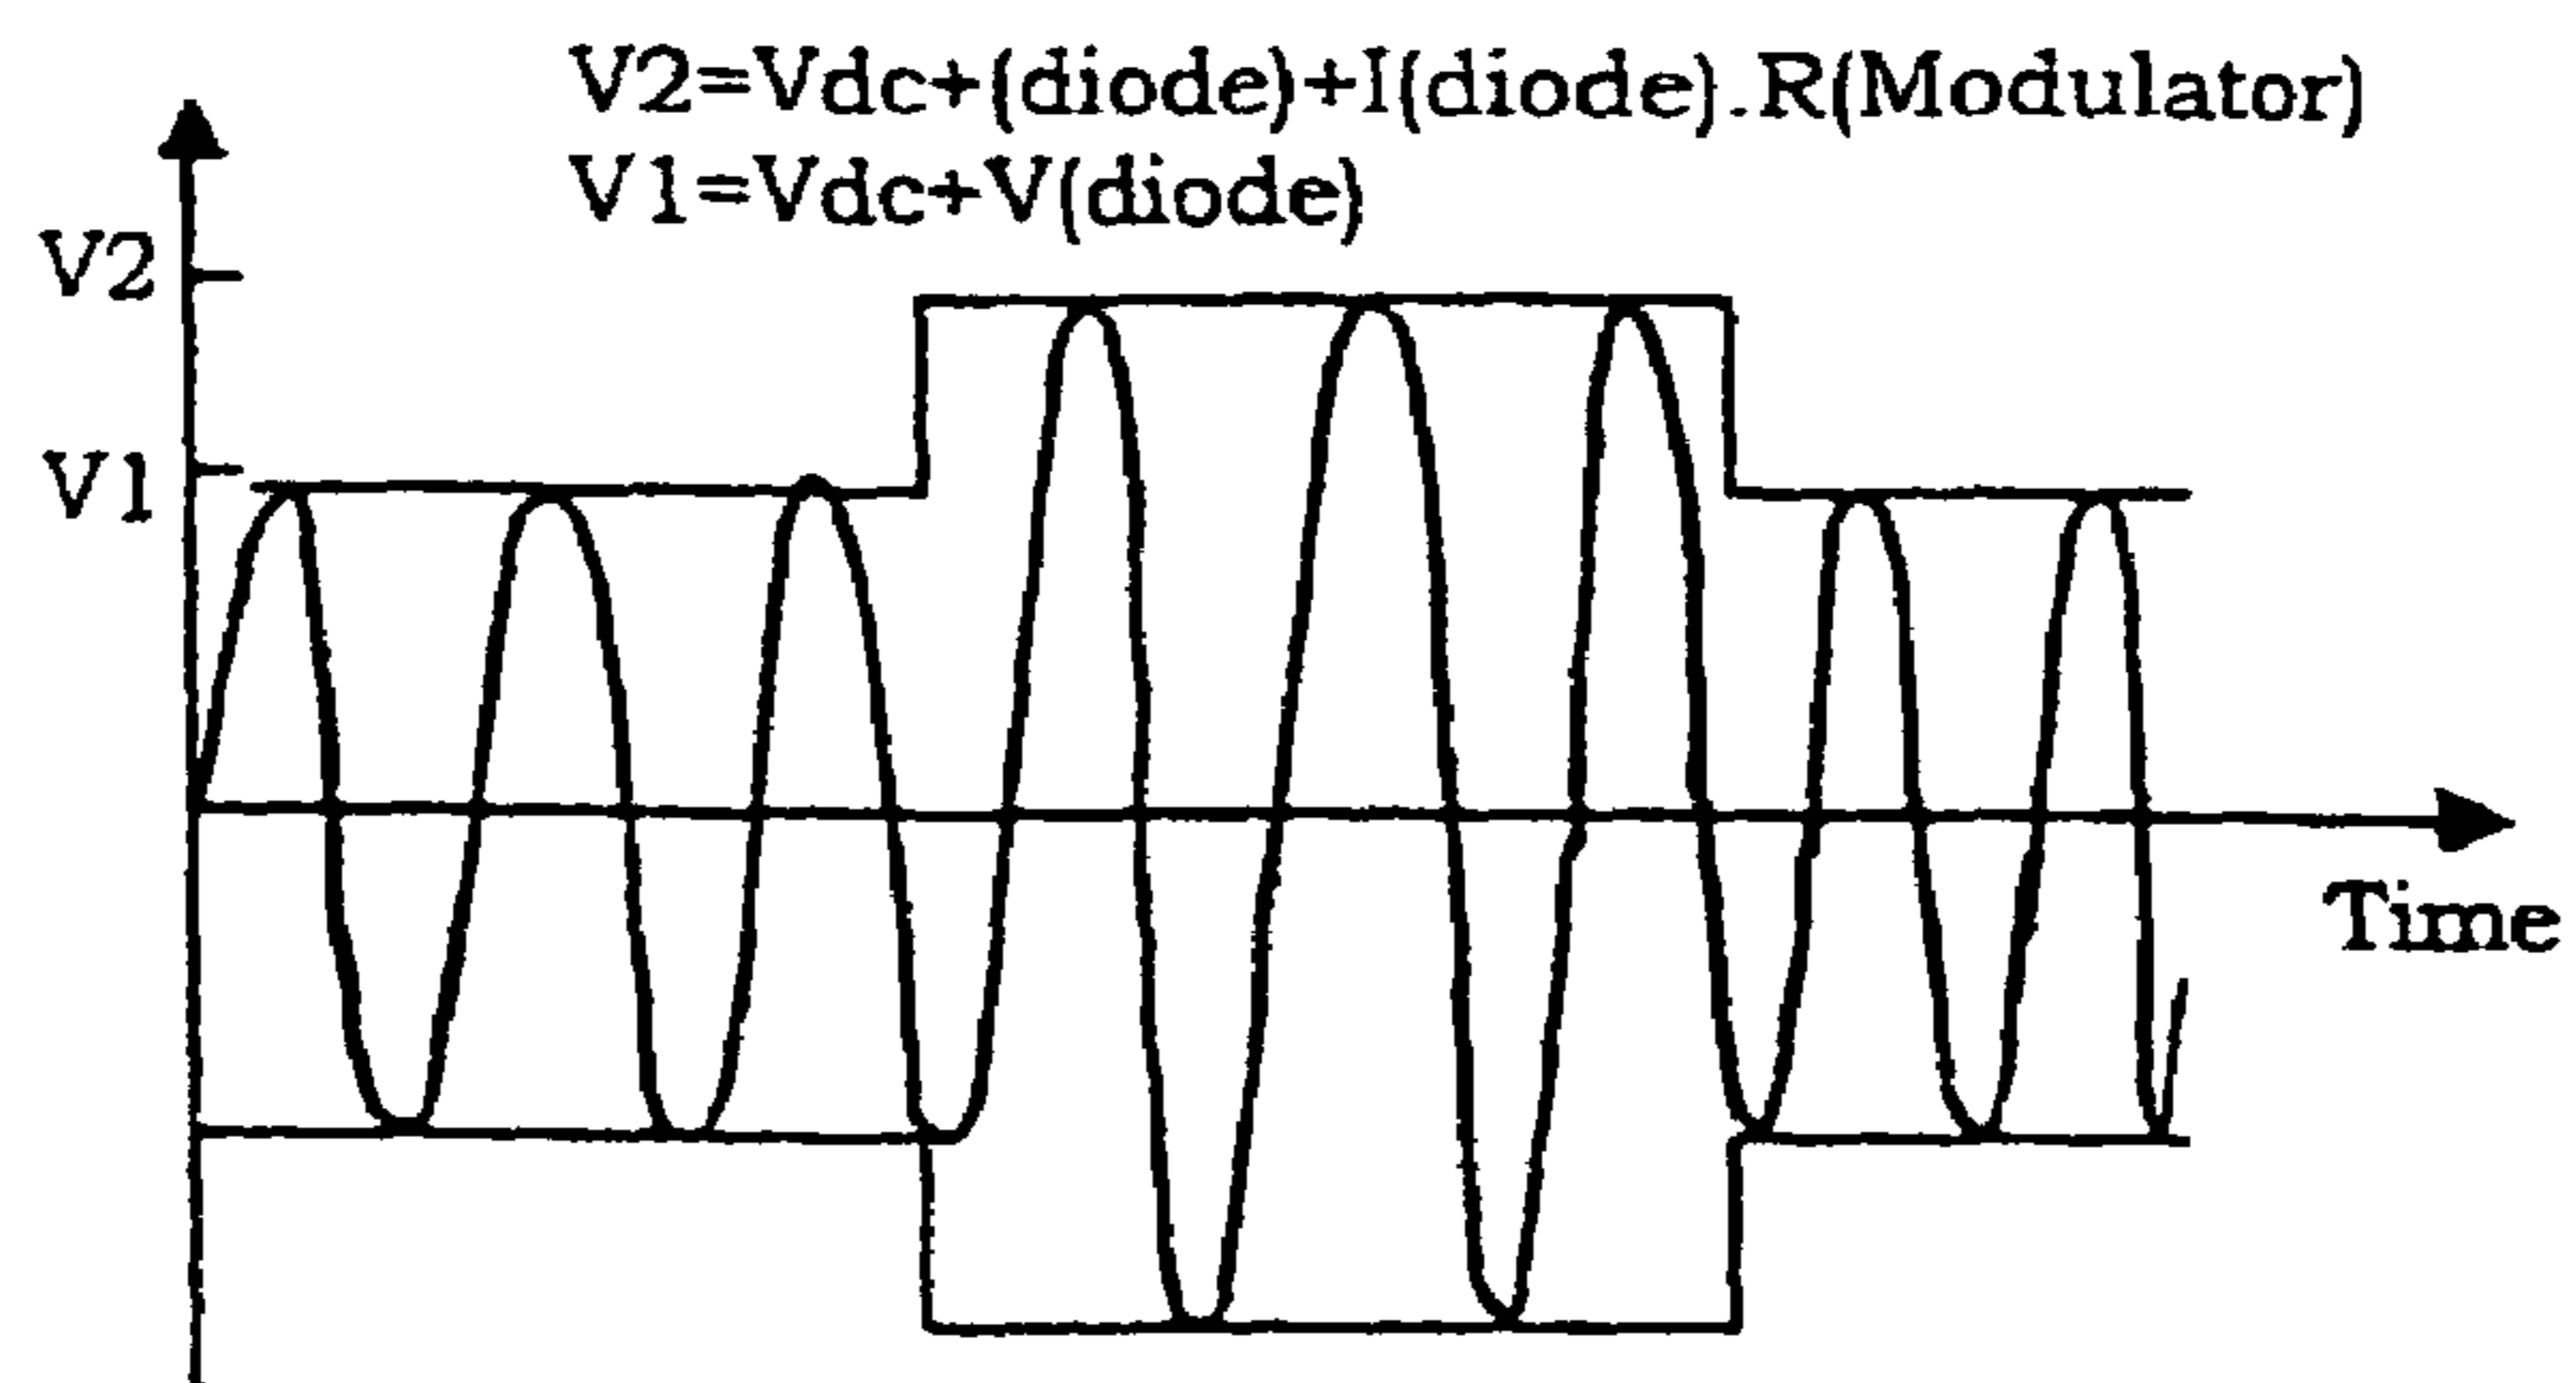 V2=Vdc+(diode)+I(diode).R(Modulator)
V1=Vdc+V(diode)
V2
V1
Time